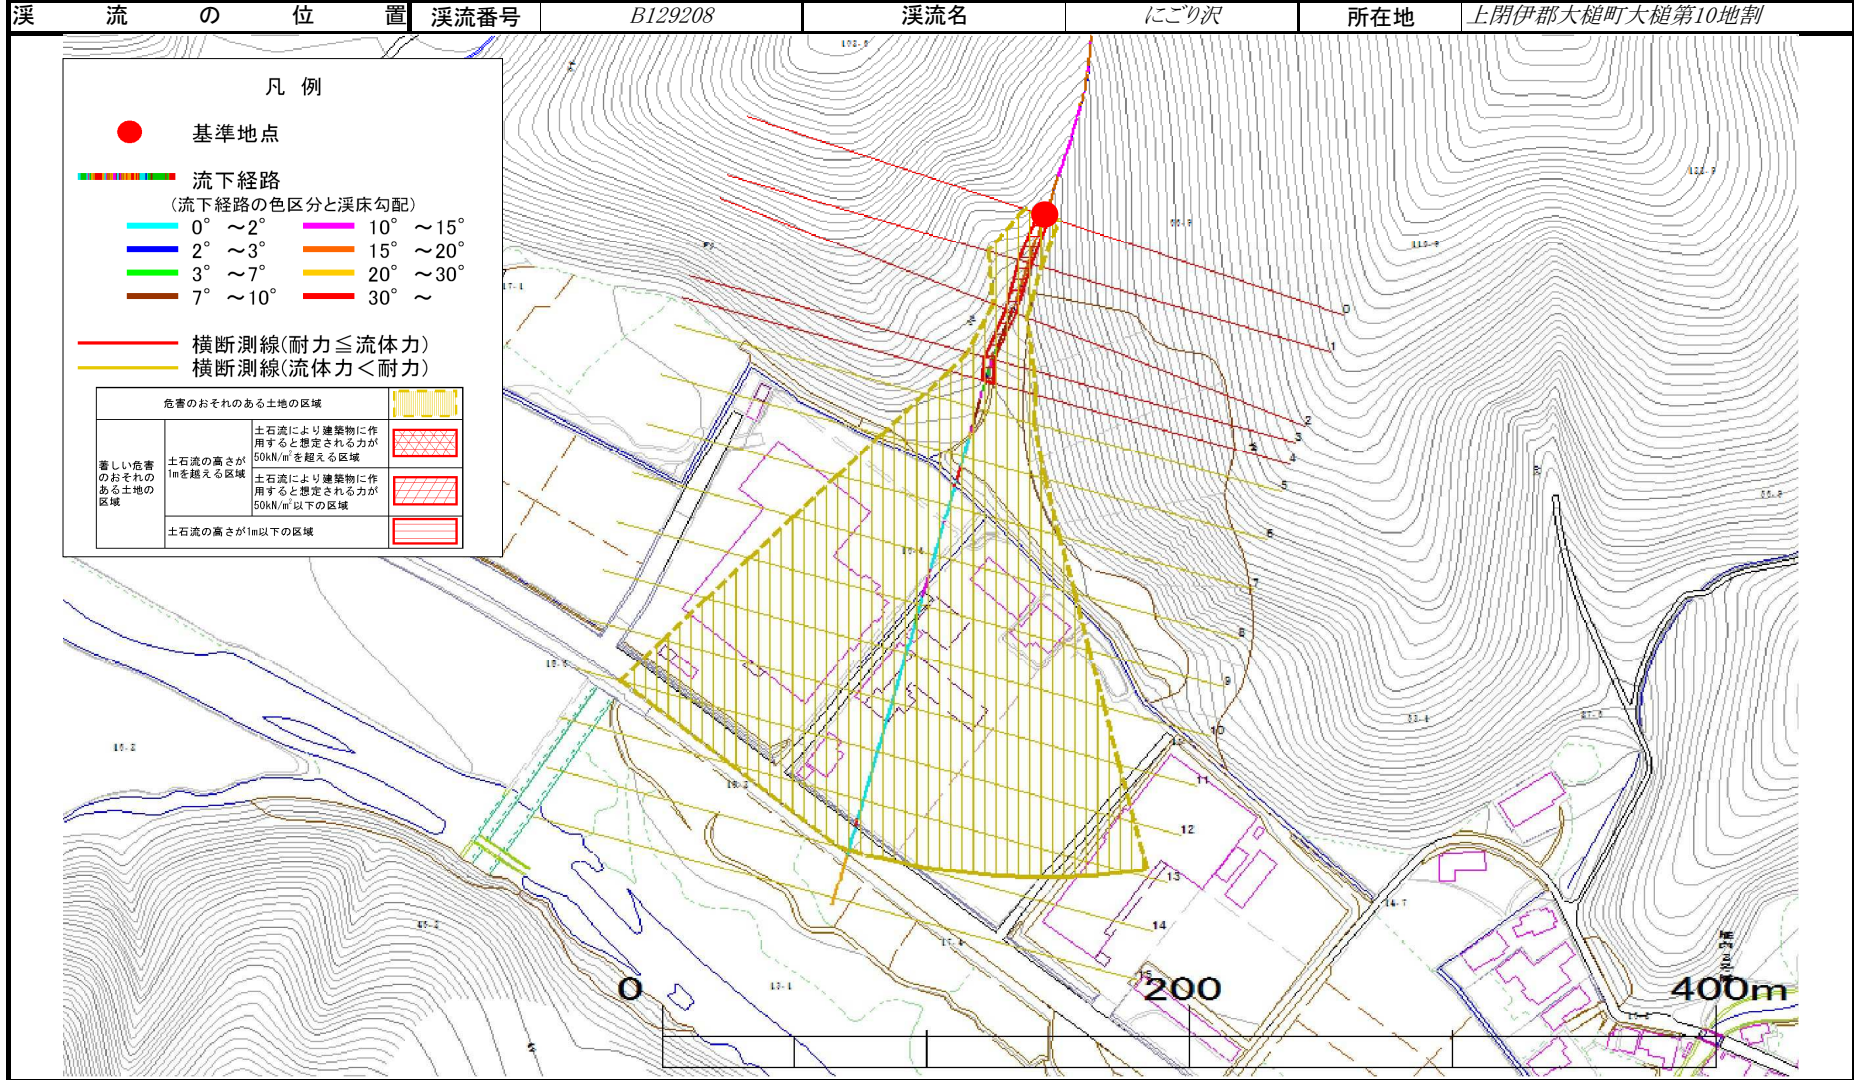 渓流の位置 渓流番号 B129208 渓流名 にごり沢 所在地 上閉伊郡大槌町大槌第10地割
凡 例
基準地点
流下経路
(流下経路の色区分と渓床勾配)
0° ～2° 10° ～15°
2° ～3° 15° ～20°
3° ～7° 20° ～30°
7° ～10° 30° ～
横断測線(耐力≦流体力)
横断測線(流体力＜耐力)
危害のおそれのある土地の区域
著しい危害
のおそれの
ある土地の
区域
土石流の高さが
1mを越える区域
土石流により建築物に作
用すると想定される力が
50kN/㎡を超える区域
土石流により建築物に作
用すると想定される力が
50kN/㎡以下の区域
土石流の高さが1m以下の区域
0
1
2
3
4
5
6
7
8
9
10
11
12
13
14
15
17-1
45-2
14-7
17-4
0 200 400m